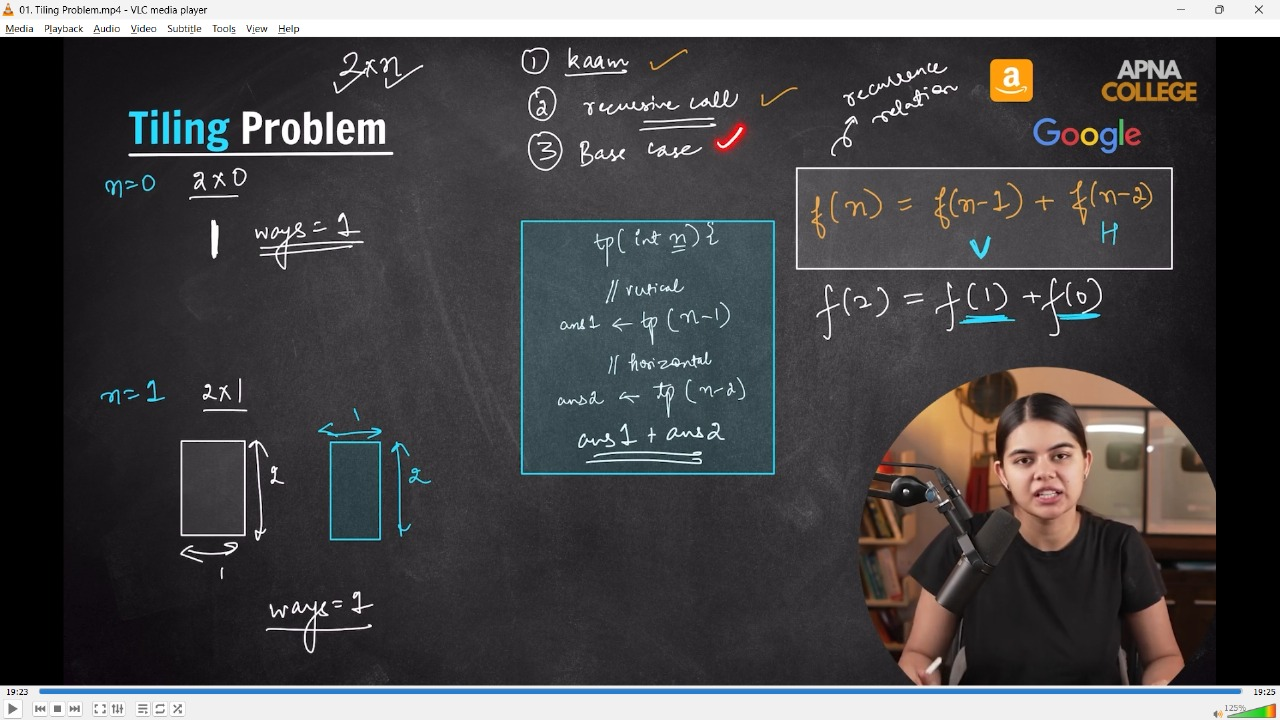 01. Tiling Problem.mp4 - VLC media player
Media Playback Audio Video Subtitle Tools View Help
2xn
Tiling Problem
① kaam
② recursive call
③ Base case
recurrence
relation
a
APNA
COLLEGE
Google
n=0 2x0
ways = 1
tp(int n){
// vertical
ans1 ← tp(n-1)
// horizontal
ans2 ← tp(n-2)
ans1 + ans2
f(n) = f(n-1) + f(n-2)
V H
f(2) = f(1) + f(0)
n=1 2x1
2
1
1
2
ways=1
19:23
19:25
125%